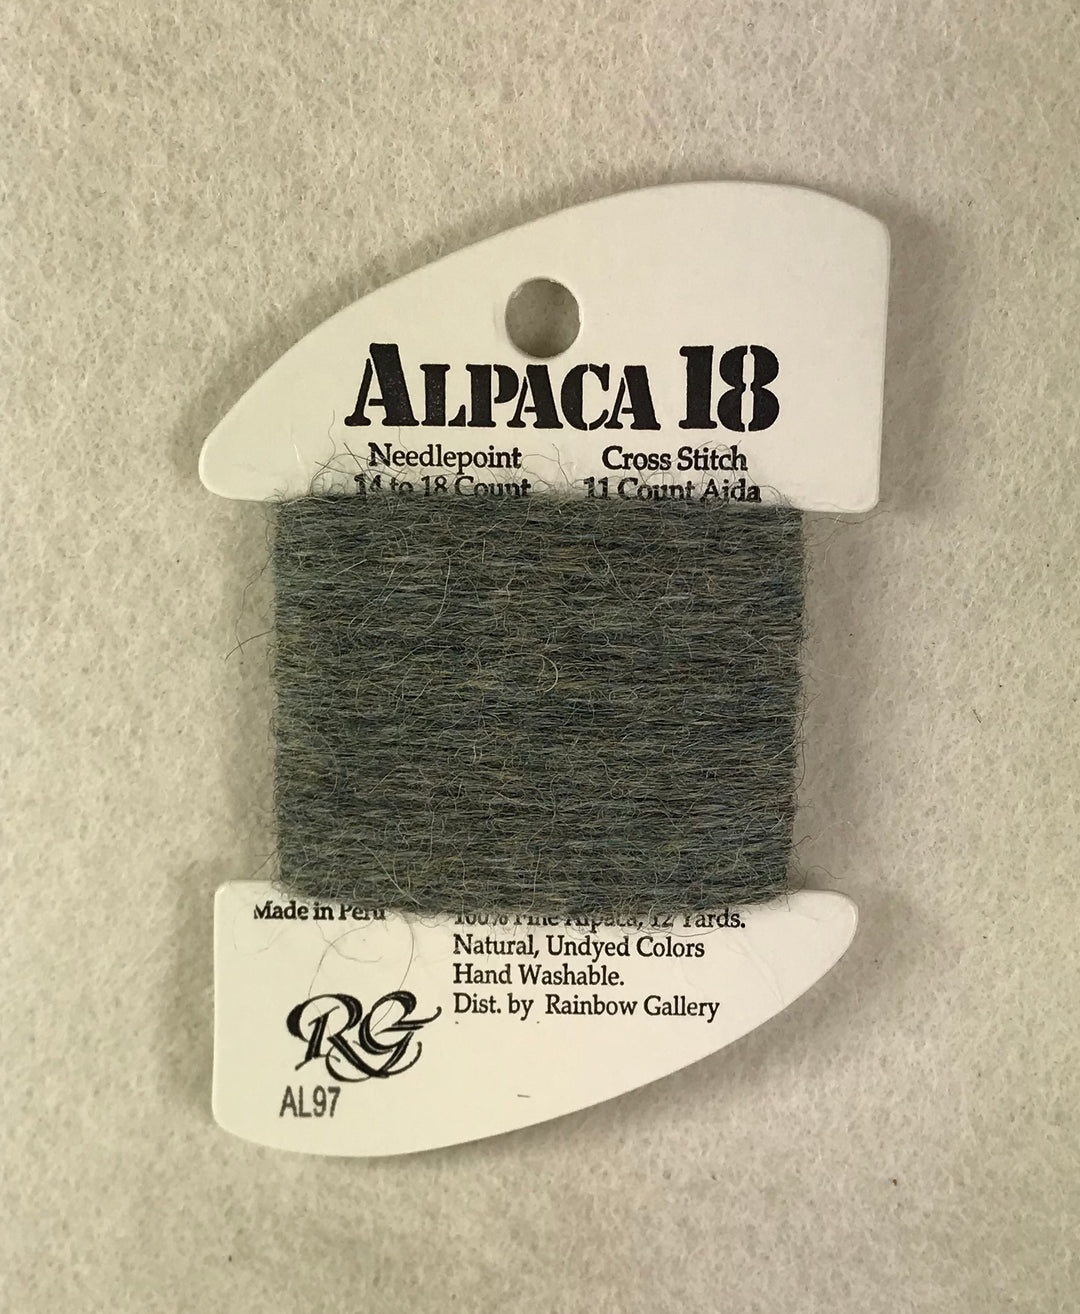 ALPACA 18
Needlepoint Cross Stitch
14 to 18 Count 11 Count Aida
Made in Peru 100% Fine Alpaca, 12 Yards.
Natural, Undyed Colors
Hand Washable.
Dist. by Rainbow Gallery
RG
AL97